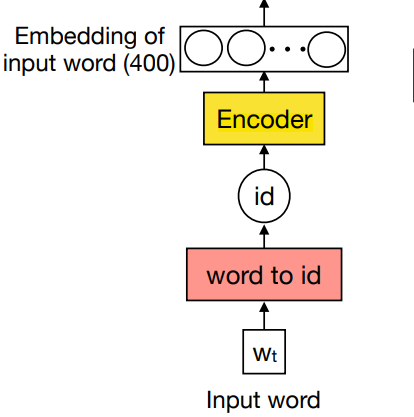 Embedding of
input word (400)
Encoder
id
word to id
wt
Input word